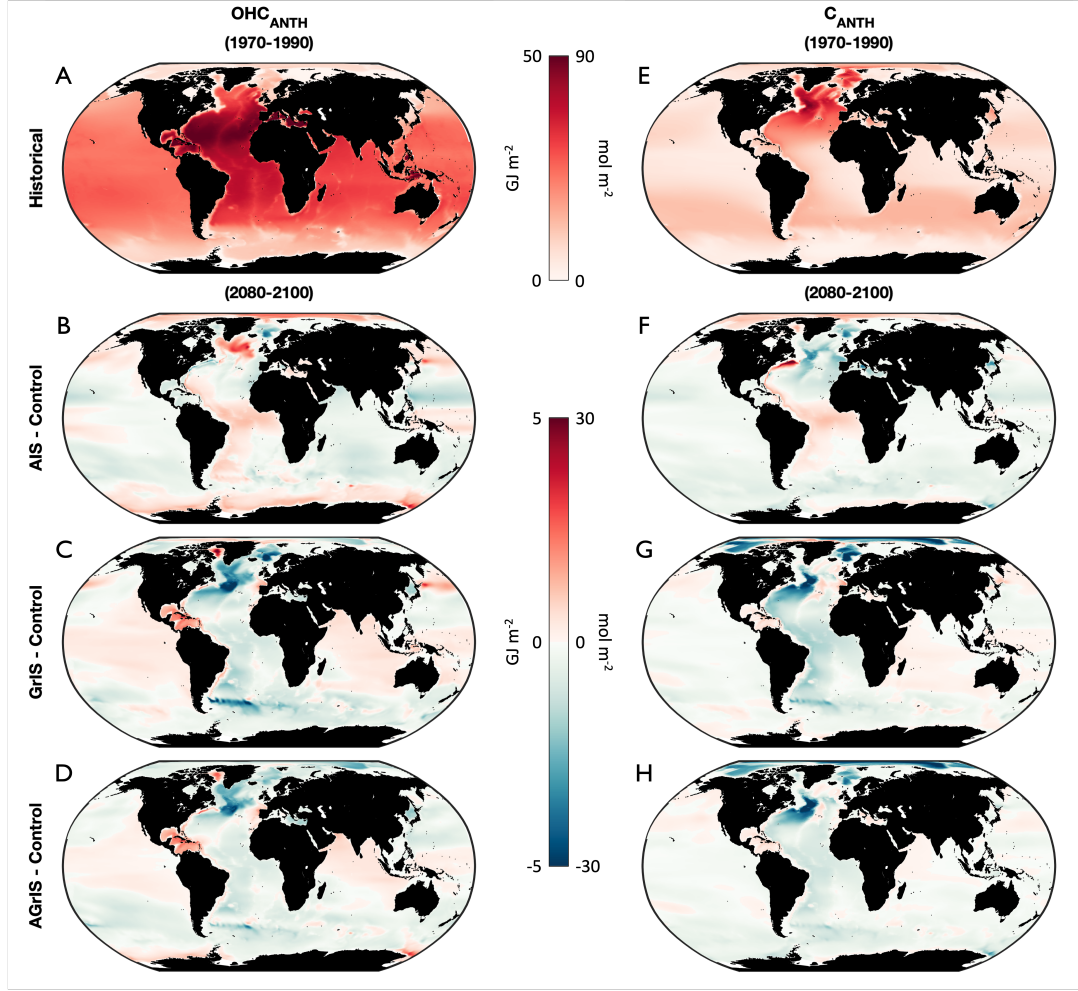 OHC_ANTH
(1970-1990)
C_ANTH
(1970-1990)
A
E
Historical
50
90
GJ m⁻²
mol m⁻²
0
0
(2080-2100)
(2080-2100)
B
F
AIS - Control
5
30
C
G
GrIS - Control
GJ m⁻²
0
0
mol m⁻²
D
H
AGrIS - Control
-5
-30